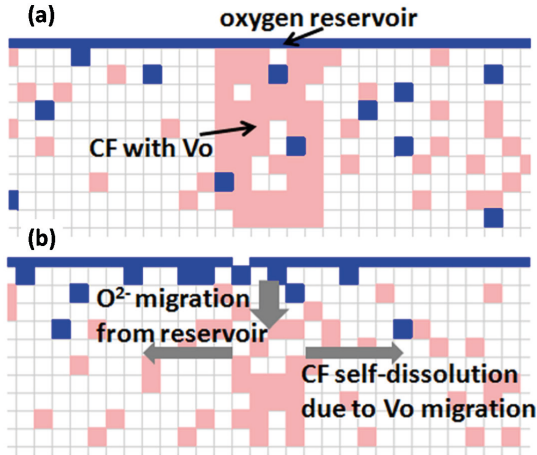 (a)
oxygen reservoir
CF with Vo
(b)
O²⁻ migration
from reservoir
CF self-dissolution
due to Vo migration